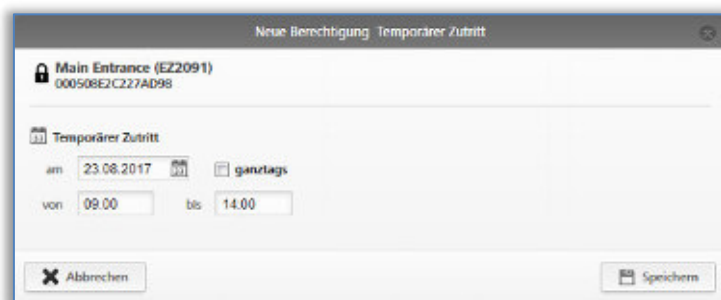 Neue Berechtigung Temporärer Zutritt
Main Entrance (EZ2091)
000508E2C227AD98
Temporärer Zutritt
am 23.08.2017 ganztags
von 09.00 bis 14:00
Abbrechen Speichern